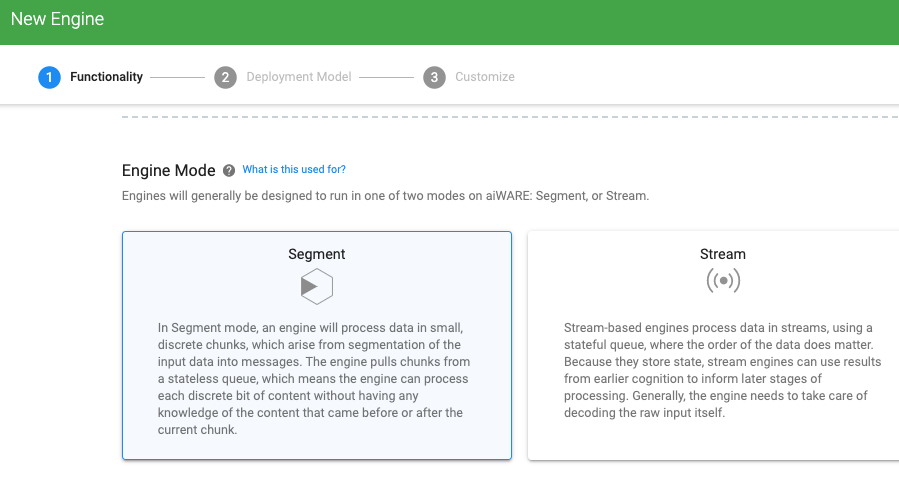 New Engine
1 Functionality 2 Deployment Model 3 Customize
Engine Mode ? What is this used for?
Engines will generally be designed to run in one of two modes on aiWARE: Segment, or Stream.
Segment
In Segment mode, an engine will process data in small,
discrete chunks, which arise from segmentation of the
input data into messages. The engine pulls chunks from
a stateless queue, which means the engine can process
each discrete bit of content without having any
knowledge of the content that came before or after the
current chunk.
Stream
Stream-based engines process data in streams, using a
stateful queue, where the order of the data does matter.
Because they store state, stream engines can use results
from earlier cognition to inform later stages of
processing. Generally, the engine needs to take care of
decoding the raw input itself.